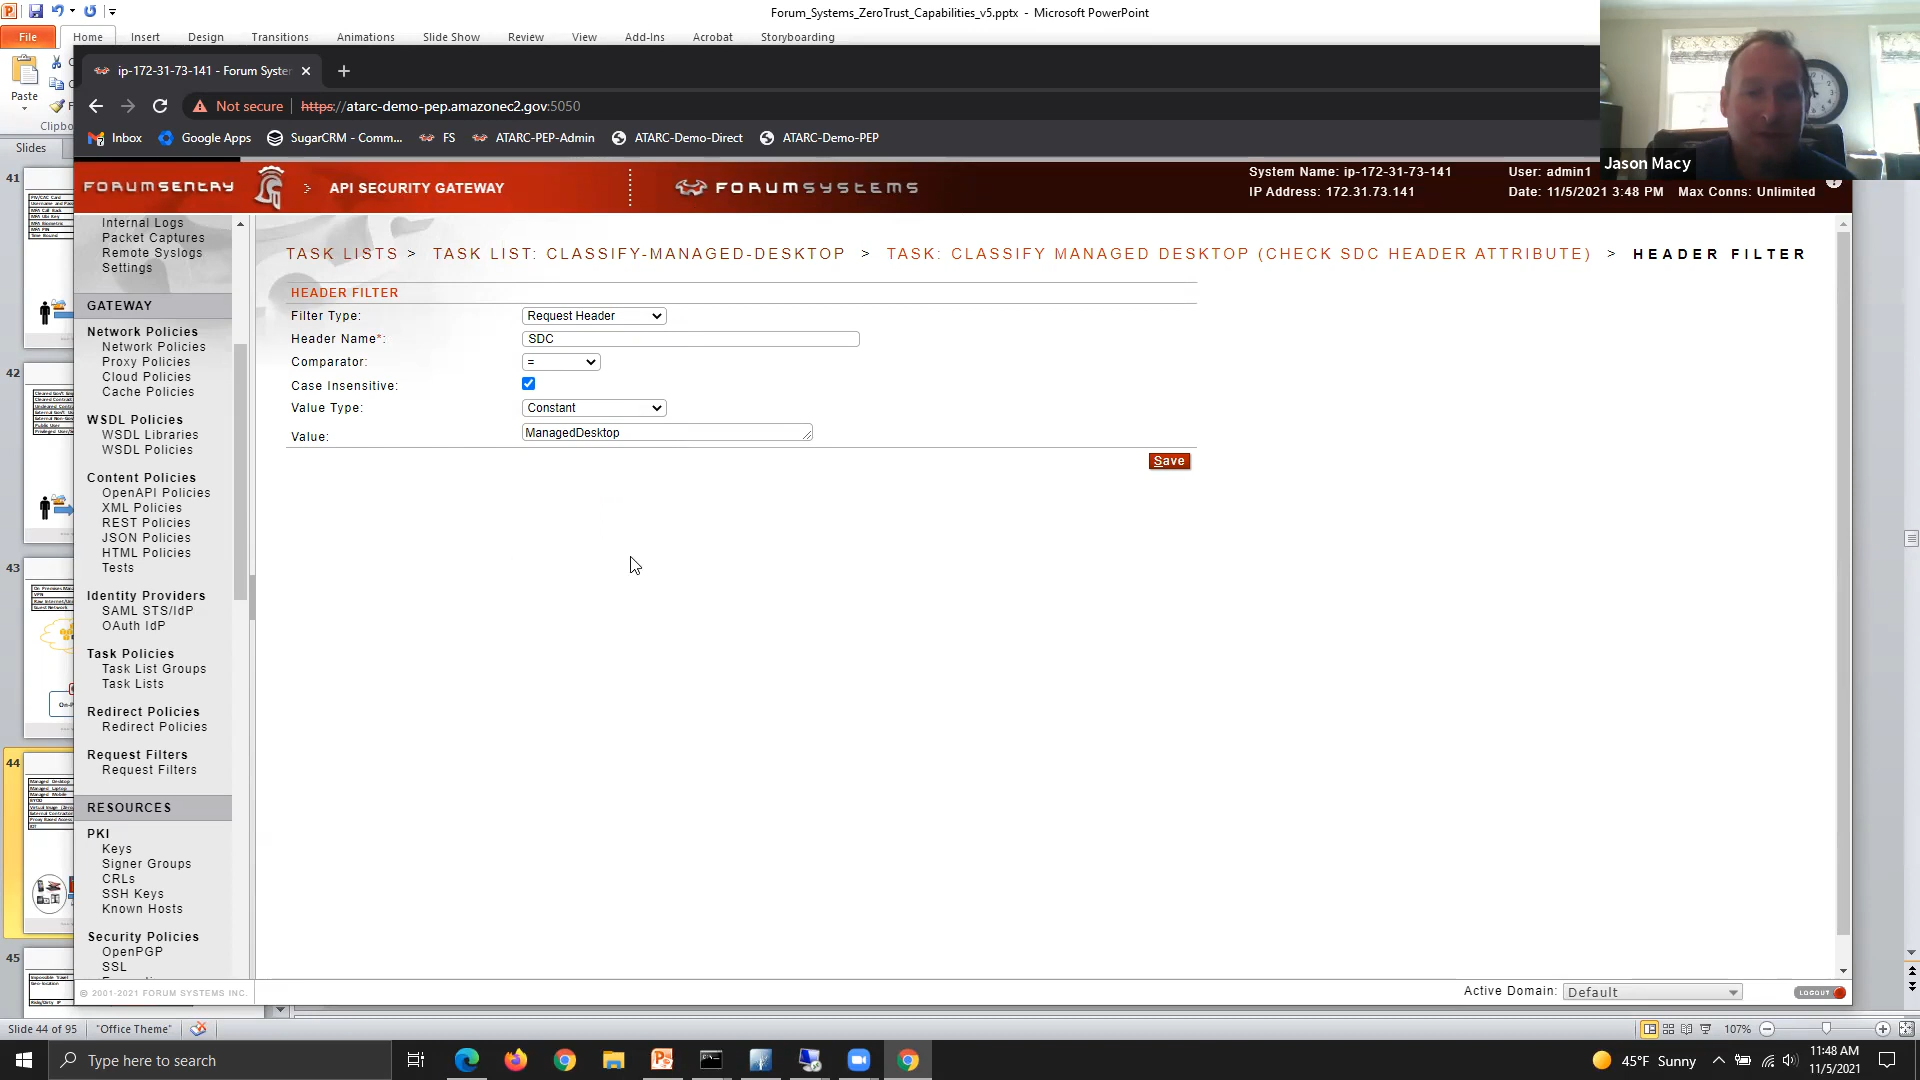 Forum_Systems_ZeroTrust_Capabilities_v5.pptx - Microsoft PowerPoint
File Home Insert Design Transitions Animations Slide Show Review View Add-Ins Acrobat Storyboarding
Paste
Clipbo
Slides
ip-172-31-73-141 - Forum Syste
Not secure https://atarc-demo-pep.amazonec2.gov:5050
Inbox Google Apps SugarCRM - Comm... FS ATARC-PEP-Admin ATARC-Demo-Direct ATARC-Demo-PEP
Jason Macy
FORUMSENTRY API SECURITY GATEWAY FORUMSYSTEMS
System Name: ip-172-31-73-141 User: admin1
IP Address: 172.31.73.141 Date: 11/5/2021 3:48 PM Max Conns: Unlimited
Internal Logs
Packet Captures
Remote Syslogs
Settings
GATEWAY
Network Policies
Network Policies
Proxy Policies
Cloud Policies
Cache Policies
WSDL Policies
WSDL Libraries
WSDL Policies
Content Policies
OpenAPI Policies
XML Policies
REST Policies
JSON Policies
HTML Policies
Tests
Identity Providers
SAML STS/IdP
OAuth IdP
Task Policies
Task List Groups
Task Lists
Redirect Policies
Redirect Policies
Request Filters
Request Filters
RESOURCES
PKI
Keys
Signer Groups
CRLs
SSH Keys
Known Hosts
Security Policies
OpenPGP
SSL
© 2001-2021 FORUM SYSTEMS INC.
TASK LISTS > TASK LIST: CLASSIFY-MANAGED-DESKTOP > TASK: CLASSIFY MANAGED DESKTOP (CHECK SDC HEADER ATTRIBUTE) > HEADER FILTER
HEADER FILTER
Filter Type: Request Header
Header Name*: SDC
Comparator: =
Case Insensitive:
Value Type: Constant
Value: ManagedDesktop
Save
Active Domain: Default LOGOUT
41
42
43
44
45
Slide 44 of 95 "Office Theme" 107%
Type here to search
45°F Sunny
11:48 AM
11/5/2021